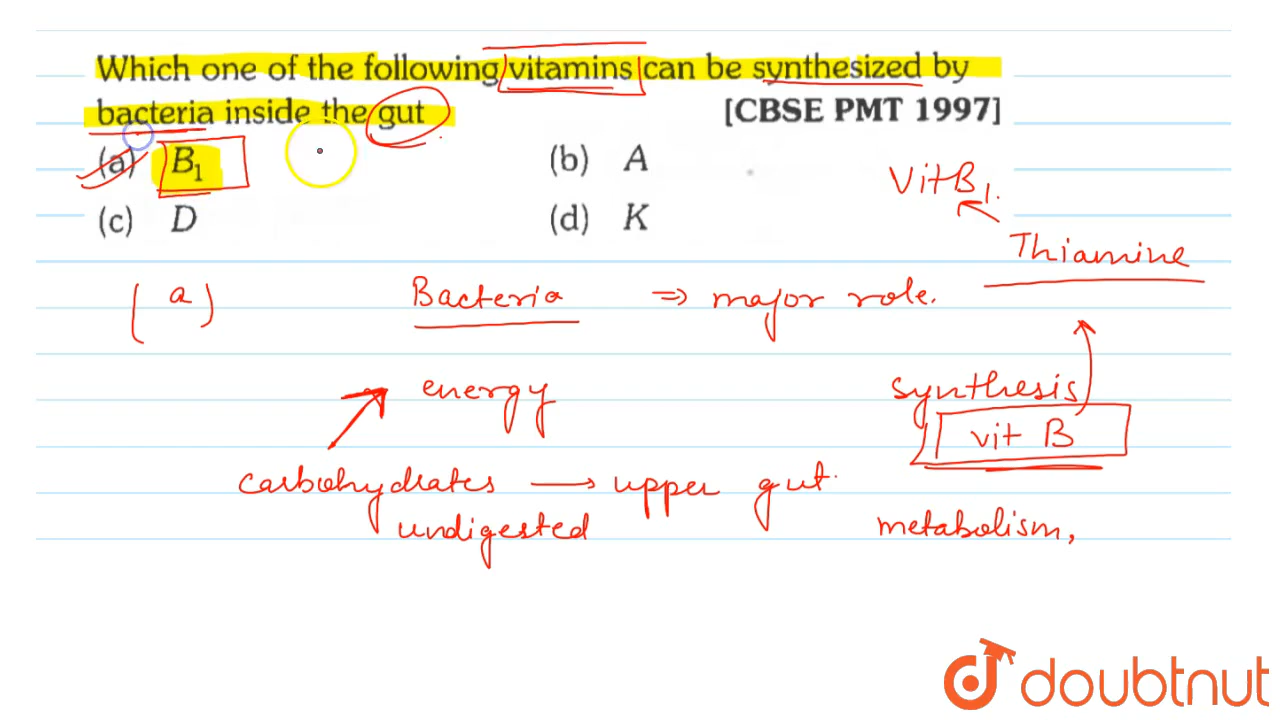 Which one of the following vitamins can be synthesized by
bacteria inside the gut [CBSE PMT 1997]
(a) B₁ (b) A
(c) D (d) K
Vit B₁.
Thiamine
(a) Bacteria ⇒ major role.
energy synthesis
vit B
carbohydrates → upper gut.
undigested metabolism,
doubtnut